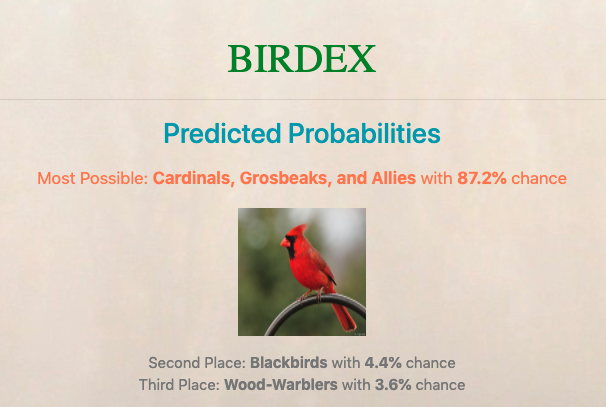 BIRDEX
Predicted Probabilities
Most Possible: Cardinals, Grosbeaks, and Allies with 87.2% chance
Second Place: Blackbirds with 4.4% chance
Third Place: Wood-Warblers with 3.6% chance